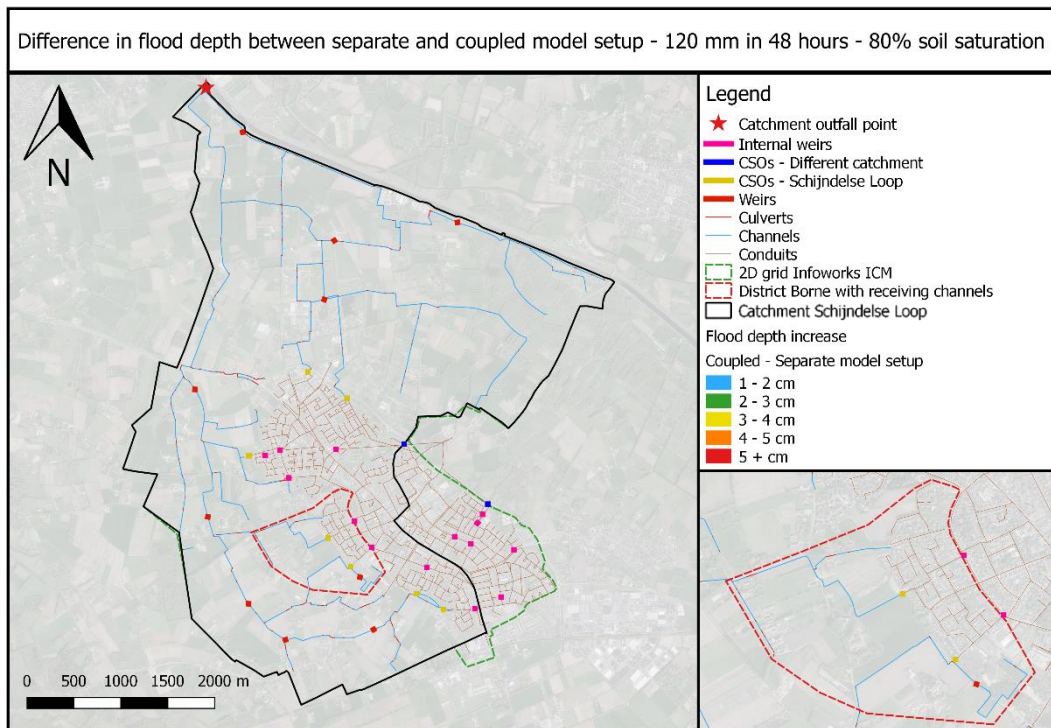 Difference in flood depth between separate and coupled model setup - 120 mm in 48 hours - 80% soil saturation
N
0 500 1000 1500 2000 m
Legend
Catchment outfall point
Internal weirs
CSOs - Different catchment
CSOs - Schijndelse Loop
Weirs
Culverts
Channels
Conduits
2D grid Infoworks ICM
District Borne with receiving channels
Catchment Schijndelse Loop
Flood depth increase
Coupled - Separate model setup
1 - 2 cm
2 - 3 cm
3 - 4 cm
4 - 5 cm
5 + cm